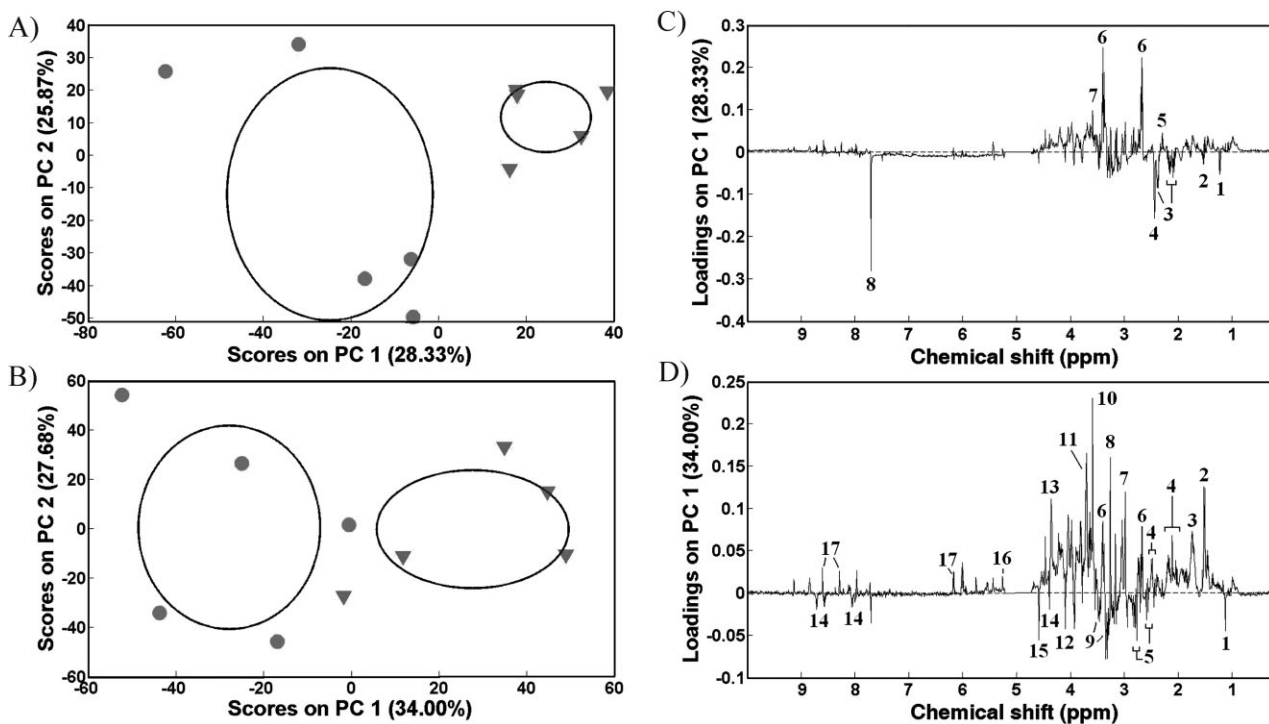 A)
Scores on PC 2 (25.87%)
40
30
20
10
0
-10
-20
-30
-40
-50
-80 -60 -40 -20 0 20 40
Scores on PC 1 (28.33%)
B)
Scores on PC 2 (27.68%)
60
40
20
0
-20
-40
-60
-60 -40 -20 0 20 40 60
Scores on PC 1 (34.00%)
C)
Loadings on PC 1 (28.33%)
0.3
0.2
0.1
0
-0.1
-0.2
-0.3
-0.4
6 6
7
5
2
1
3
4
8
9 8 7 6 5 4 3 2 1
Chemical shift (ppm)
D)
Loadings on PC 1 (34.00%)
0.25
0.2
0.15
0.1
0.05
0
-0.05
-0.1
10
11 8
13 7 4 2
6 6 4 3
17 17 16
14 14 14 12 9 5 1
15
9 8 7 6 5 4 3 2 1
Chemical shift (ppm)